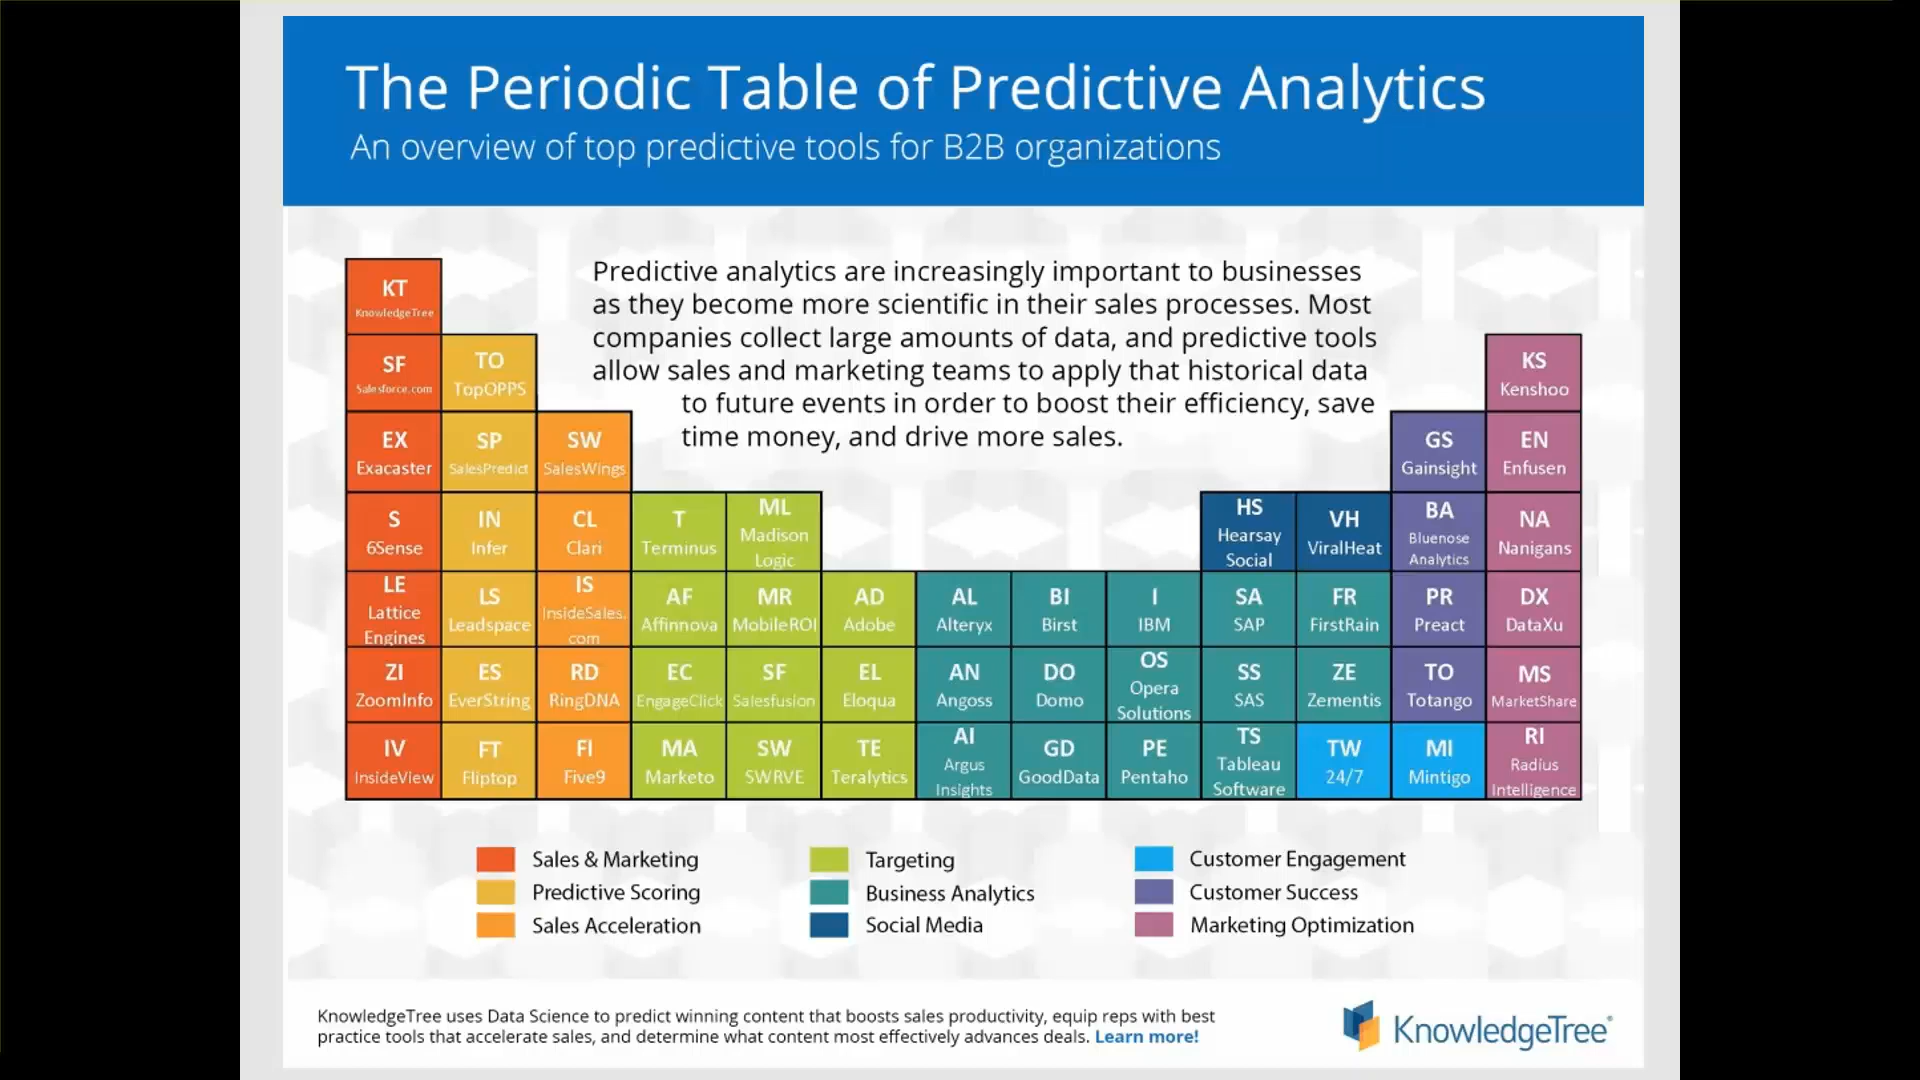 The Periodic Table of Predictive Analytics
An overview of top predictive tools for B2B organizations
Predictive analytics are increasingly important to businesses
as they become more scientific in their sales processes. Most
companies collect large amounts of data, and predictive tools
allow sales and marketing teams to apply that historical data
to future events in order to boost their efficiency, save
time money, and drive more sales.
KT
KnowledgeTree
SF
Salesforce.com
TO
TopOPPS
KS
Kenshoo
EX
Exacaster
SP
SalesPredict
SW
SalesWings
GS
Gainsight
EN
Enfusen
S
6Sense
IN
Infer
CL
Clari
T
Terminus
ML
Madison
Logic
HS
Hearsay
Social
VH
ViralHeat
BA
Bluenose
Analytics
NA
Nanigans
LE
Lattice
Engines
LS
Leadspace
IS
InsideSales.
com
AF
Affinnova
MR
MobileROI
AD
Adobe
AL
Alteryx
BI
Birst
I
IBM
SA
SAP
FR
FirstRain
PR
Preact
DX
DataXu
ZI
ZoomInfo
ES
EverString
RD
RingDNA
EC
EngageClick
SF
Salesfusion
EL
Eloqua
AN
Angoss
DO
Domo
OS
Opera
Solutions
SS
SAS
ZE
Zementis
TO
Totango
MS
MarketShare
IV
InsideView
FT
Fliptop
FI
Five9
MA
Marketo
SW
SWRVE
TE
Teralytics
AI
Argus
Insights
GD
GoodData
PE
Pentaho
TS
Tableau
Software
TW
24/7
MI
Mintigo
RI
Radius
Intelligence
Sales & Marketing
Predictive Scoring
Sales Acceleration
Targeting
Business Analytics
Social Media
Customer Engagement
Customer Success
Marketing Optimization
KnowledgeTree uses Data Science to predict winning content that boosts sales productivity, equip reps with best
practice tools that accelerate sales, and determine what content most effectively advances deals. Learn more!
KnowledgeTree®